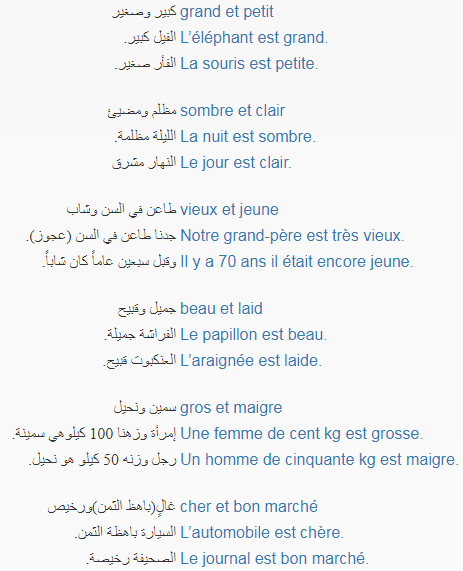 كبير وصغير grand et petit
الفيل كبير. L'éléphant est grand.
الفأر صغير. La souris est petite.
مظلم ومضيئ sombre et clair
الليلة مظلمة. La nuit est sombre.
النهار مشرق Le jour est clair.
طاعن في السن وشاب vieux et jeune
جدنا طاعن في السن (عجوز). Notre grand-père est très vieux.
وقبل سبعين عاماً كان شاباً. Il y a 70 ans il était encore jeune.
جميل وقبيح beau et laid
الفراشة جميلة. Le papillon est beau.
العنكبوت قبيح. L'araignée est laide.
سمين ونحيل gros et maigre
إمرأة وزهنا 100 كيلوهي سمينة. Une femme de cent kg est grosse.
رجل وزنه 50 كيلو هو نحيل. Un homme de cinquante kg est maigre.
غالٍ(باهظ الثمن)ورخيص cher et bon marché
السيارة باهظة الثمن. L'automobile est chère.
الصحيفة رخيصة. Le journal est bon marché.